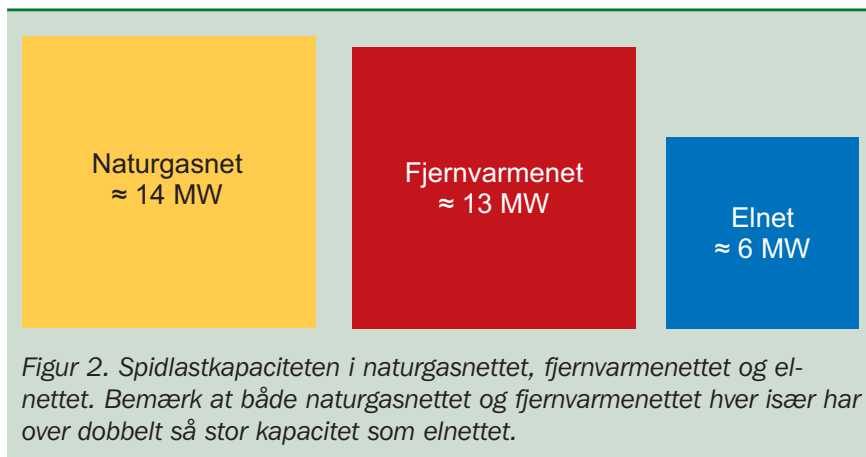 Naturgasnet
≈ 14 MW
Fjernvarmenet
≈ 13 MW
Elnet
≈ 6 MW
Figur 2. Spidlastkapaciteten i naturgasnettet, fjernvarmenettet og el-
nettet. Bemærk at både naturgasnettet og fjernvarmenettet hver især har
over dobbelt så stor kapacitet som elnettet.